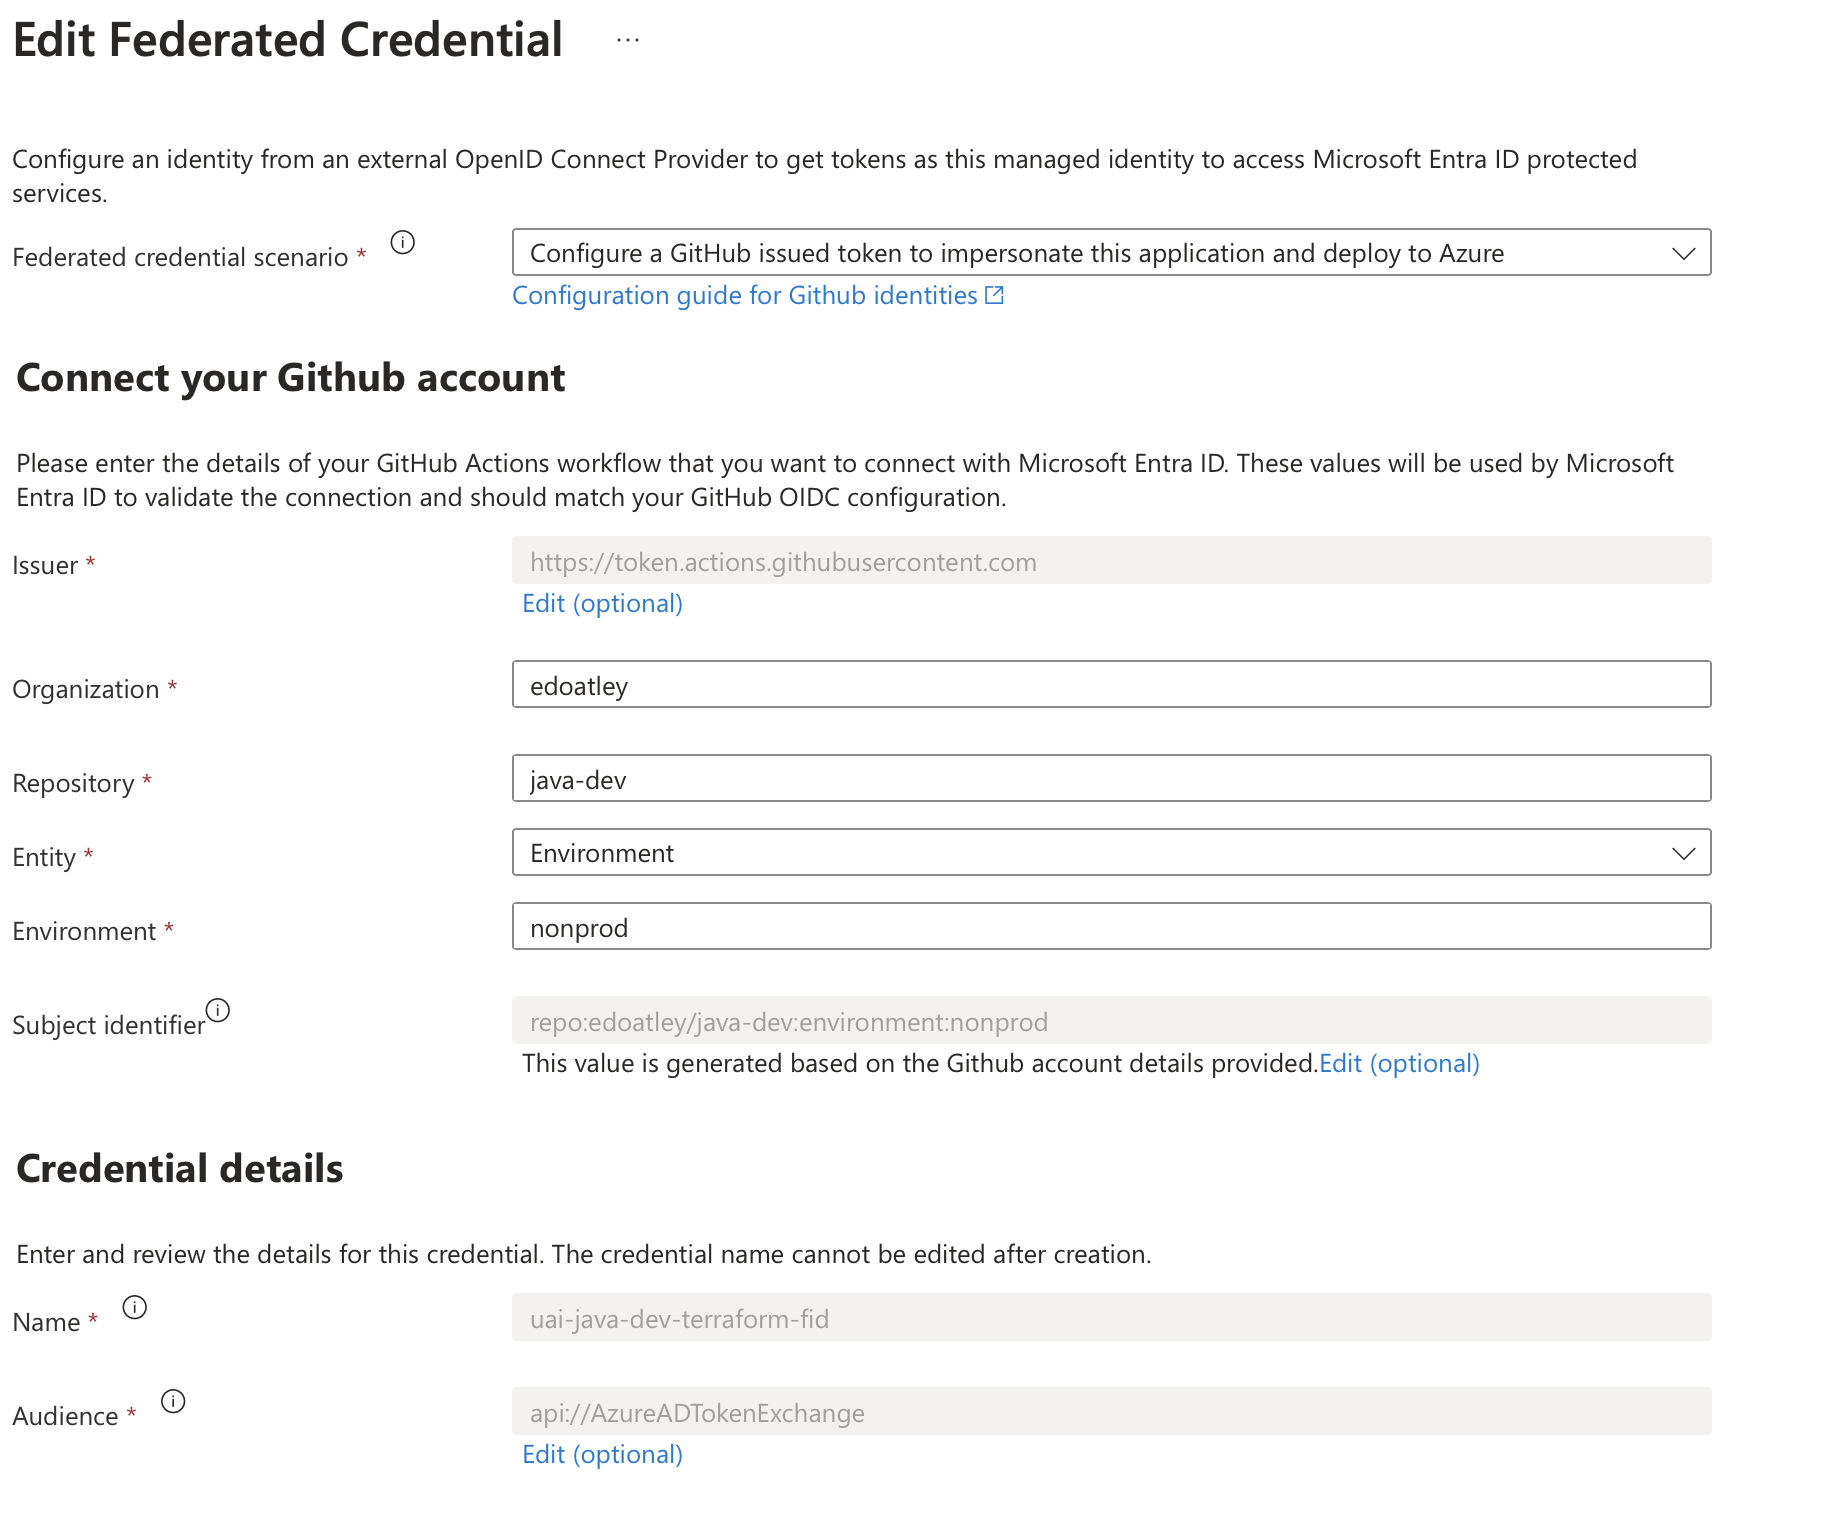 Edit Federated Credential ...
Configure an identity from an external OpenID Connect Provider to get tokens as this managed identity to access Microsoft Entra ID protected
services.
Federated credential scenario *
Configure a GitHub issued token to impersonate this application and deploy to Azure
Configuration guide for Github identities
Connect your Github account
Please enter the details of your GitHub Actions workflow that you want to connect with Microsoft Entra ID. These values will be used by Microsoft
Entra ID to validate the connection and should match your GitHub OIDC configuration.
Issuer *
https://token.actions.githubusercontent.com
Edit (optional)
Organization *
edoatley
Repository *
java-dev
Entity *
Environment
Environment *
nonprod
Subject identifier
repo:edoatley/java-dev:environment:nonprod
This value is generated based on the Github account details provided.Edit (optional)
Credential details
Enter and review the details for this credential. The credential name cannot be edited after creation.
Name *
uai-java-dev-terraform-fid
Audience *
api://AzureADTokenExchange
Edit (optional)